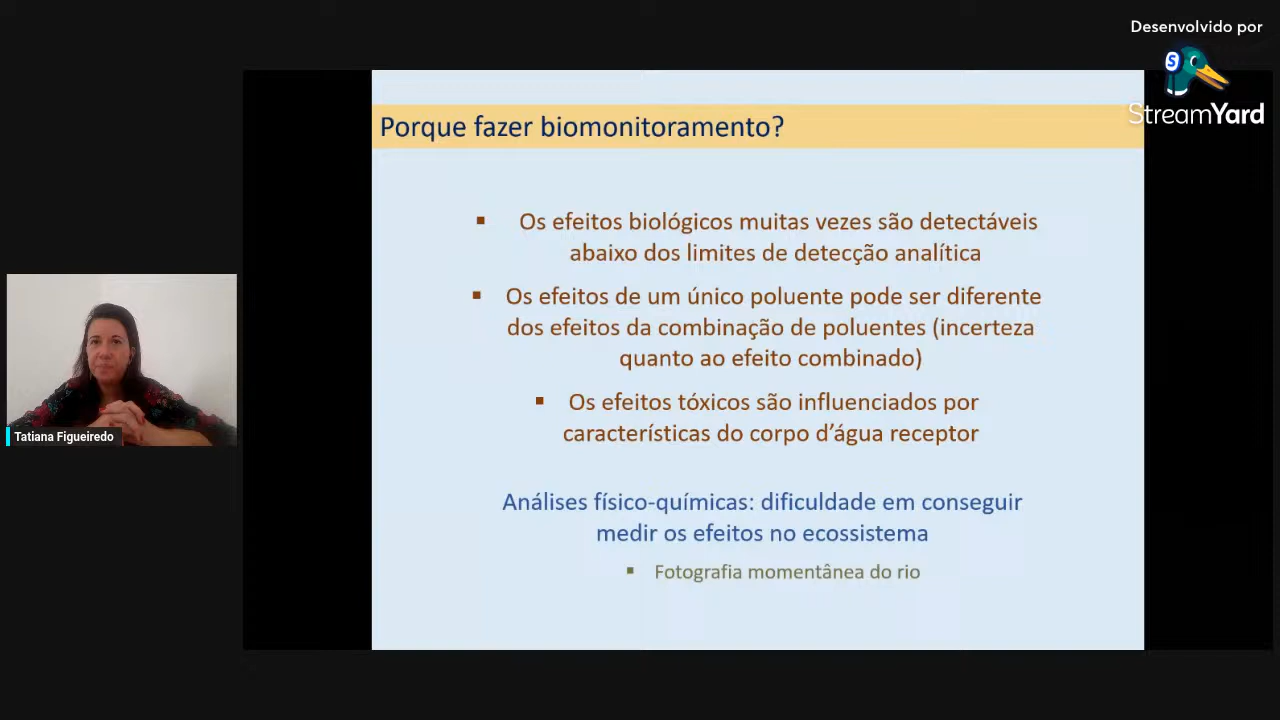 Desenvolvido por
StreamYard
Porque fazer biomonitoramento?
▪ Os efeitos biológicos muitas vezes são detectáveis
abaixo dos limites de detecção analítica
▪ Os efeitos de um único poluente pode ser diferente
dos efeitos da combinação de poluentes (incerteza
quanto ao efeito combinado)
▪ Os efeitos tóxicos são influenciados por
características do corpo d’água receptor
Análises físico-químicas: dificuldade em conseguir
medir os efeitos no ecossistema
▪ Fotografia momentânea do rio
Tatiana Figueiredo